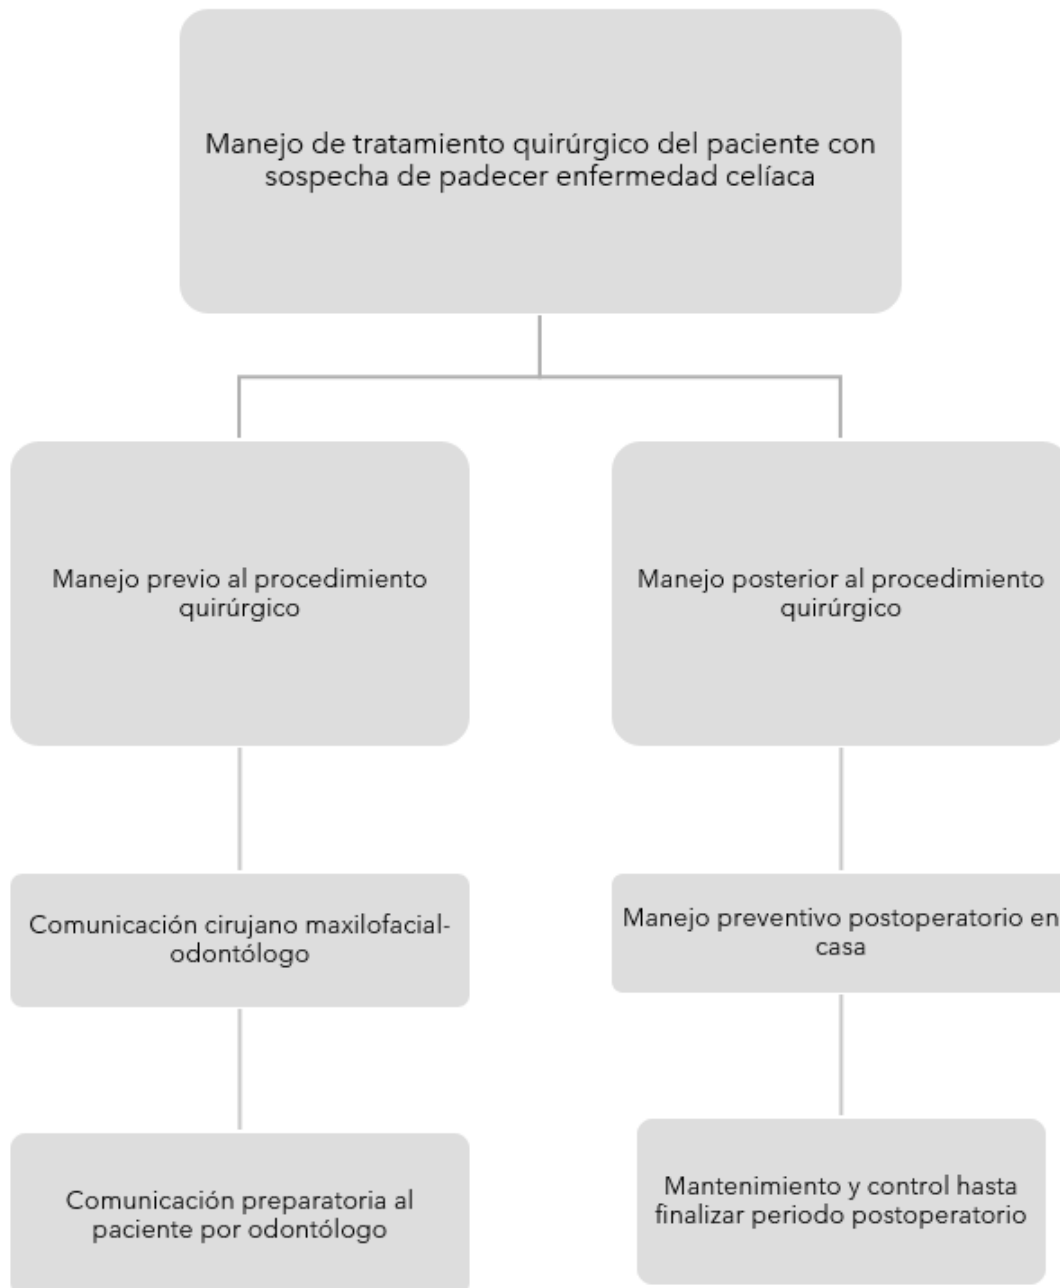 Manejo de tratamiento quirúrgico del paciente con
sospecha de padecer enfermedad celíaca
Manejo previo al procedimiento
quirúrgico
Manejo posterior al procedimiento
quirúrgico
Comunicación cirujano maxilofacial-
odontólogo
Manejo preventivo postoperatorio en
casa
Comunicación preparatoria al
paciente por odontólogo
Mantenimiento y control hasta
finalizar periodo postoperatorio